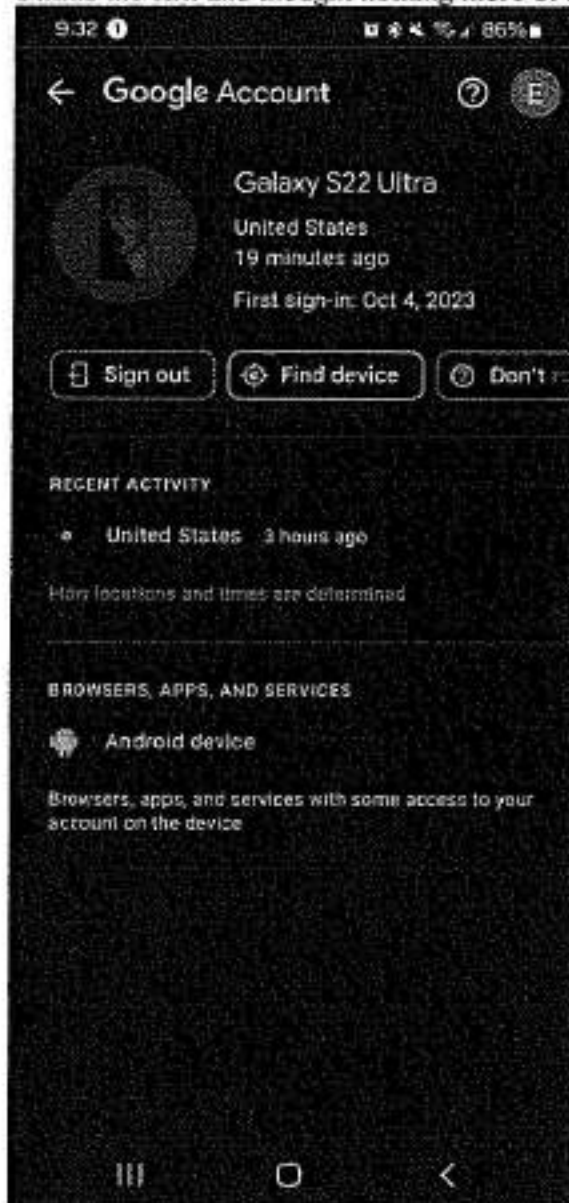 9:32
86%
Google Account
E
Galaxy S22 Ultra
United States
19 minutes ago
First sign-in: Oct 4, 2023
Sign out
Find device
Don't
RECENT ACTIVITY
United States 3 hours ago
How locations and times are determined
BROWSERS, APPS, AND SERVICES
Android device
Browsers, apps, and services with some access to your
account on the device